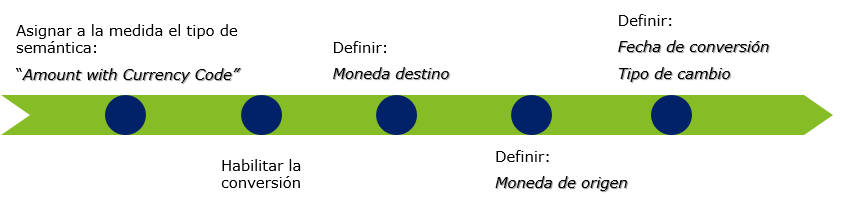 Asignar a la medida el tipo de
semántica:
“Amount with Currency Code”
Habilitar la
conversión
Definir:
Moneda destino
Definir:
Moneda de origen
Definir:
Fecha de conversión
Tipo de cambio